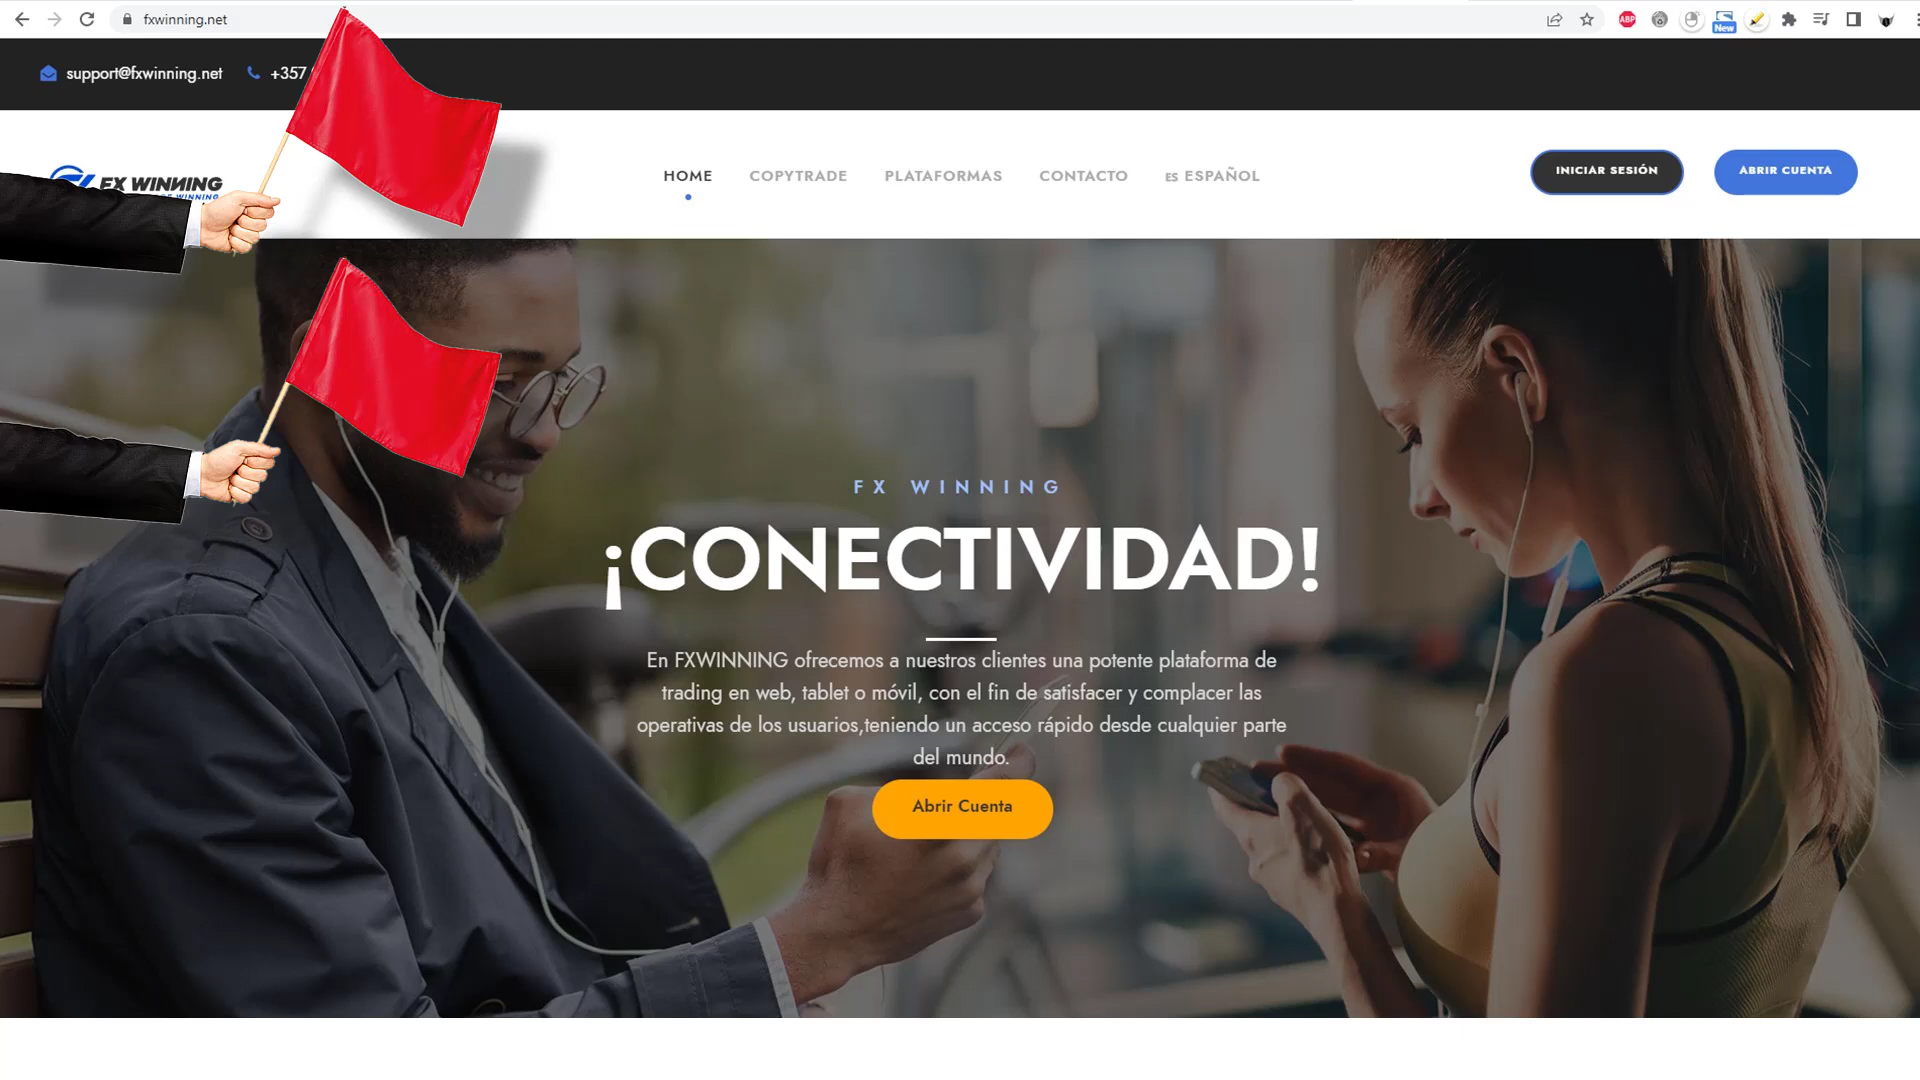 fxwinning.net
ABP
New
support@fxwinning.net
+357
FX WINNING
WINNING
HOME
COPYTRADE
PLATAFORMAS
CONTACTO
ES ESPAÑOL
INICIAR SESIÓN
ABRIR CUENTA
FX WINNING
¡CONECTIVIDAD!
En FXWINNING ofrecemos a nuestros clientes una potente plataforma de
trading en web, tablet o móvil, con el fin de satisfacer y complacer las
operativas de los usuarios,teniendo un acceso rápido desde cualquier parte
del mundo.
Abrir Cuenta